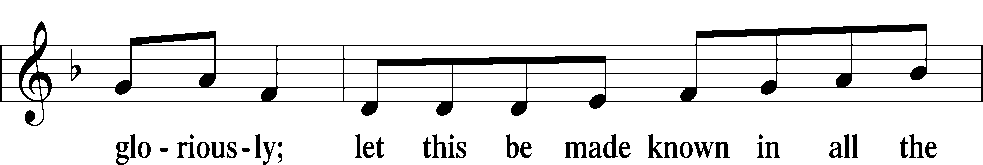 glo - rious - ly; let this be made known in all the